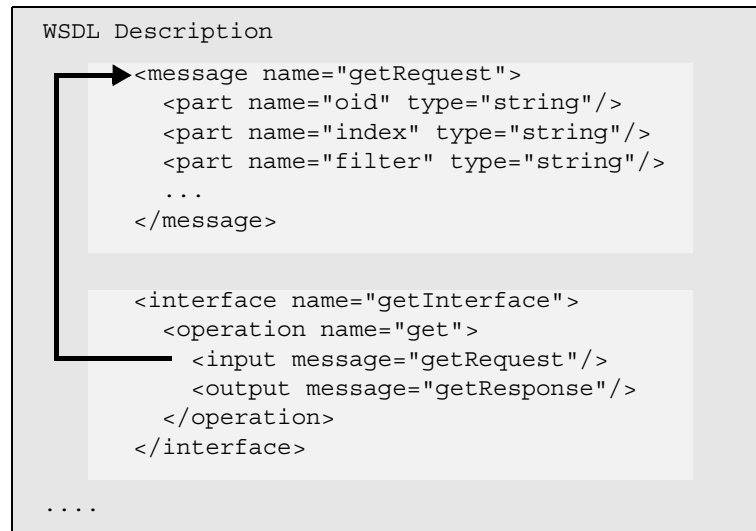 WSDL Description
<message name="getRequest">
<part name="oid" type="string"/>
<part name="index" type="string"/>
<part name="filter" type="string"/>
...
</message>
<interface name="getInterface">
<operation name="get">
<input message="getRequest"/>
<output message="getResponse"/>
</operation>
</interface>
....